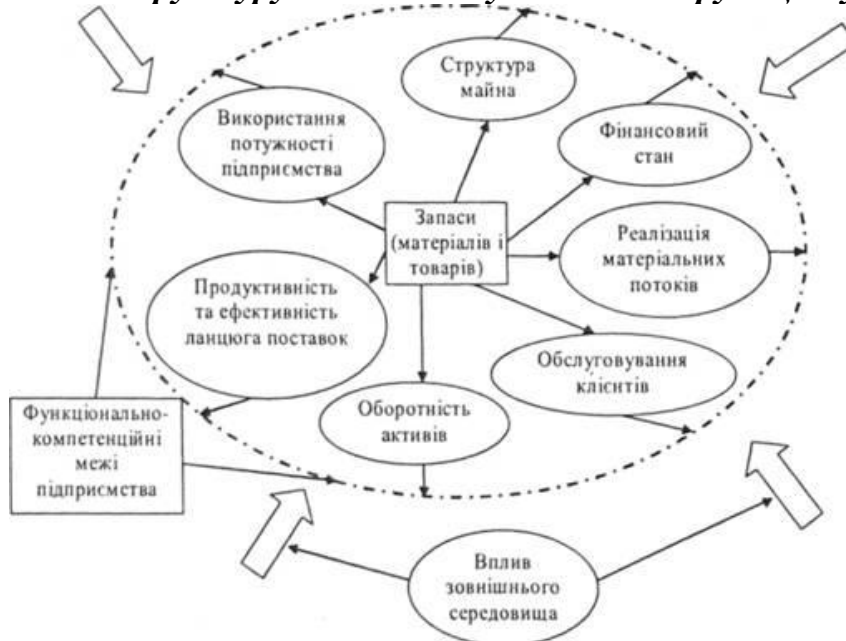 Структура
майна
Використання
потужності
підприємства
Фінансовий
стан
Запаси
(матеріалів і
товарів)
Реалізація
матеріальних
потоків
Продуктивність
та ефективність
ланцюга поставок
Обслуговування
клієнтів
Оборотність
активів
Функціонально-
компетенційні
межі
підприємства
Вплив
зовнішнього
середовища